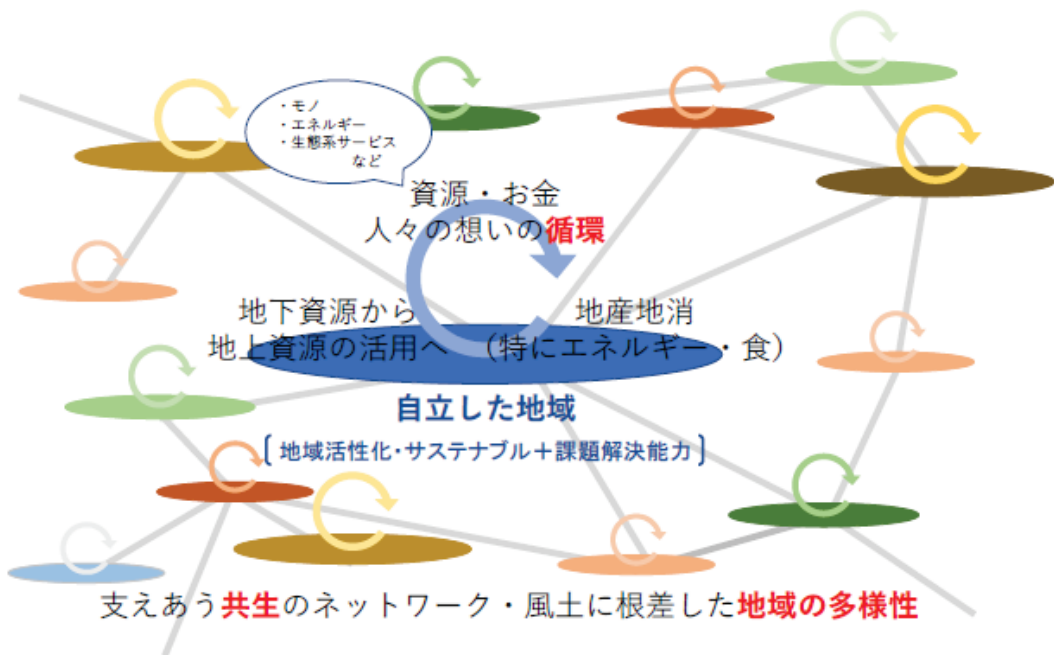 ・モノ
・エネルギー
・生態系サービス
など
資源・お金
人々の想いの循環
地下資源から
地上資源の活用へ
地産地消
(特にエネルギー・食)
自立した地域
〔 地域活性化・サステナブル＋課題解決能力 〕
支えあう共生のネットワーク・風土に根差した地域の多様性